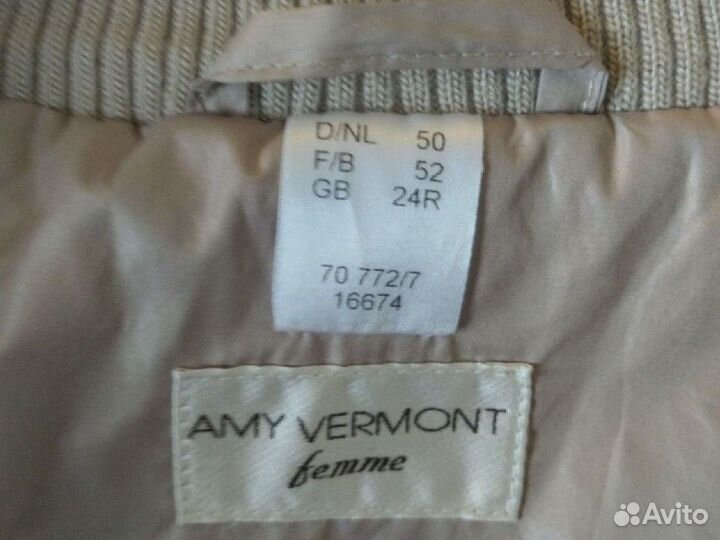 D/NL 50
F/B 52
GB 24R
70 772/7
16674
AMY VERMONT
femme
Avito